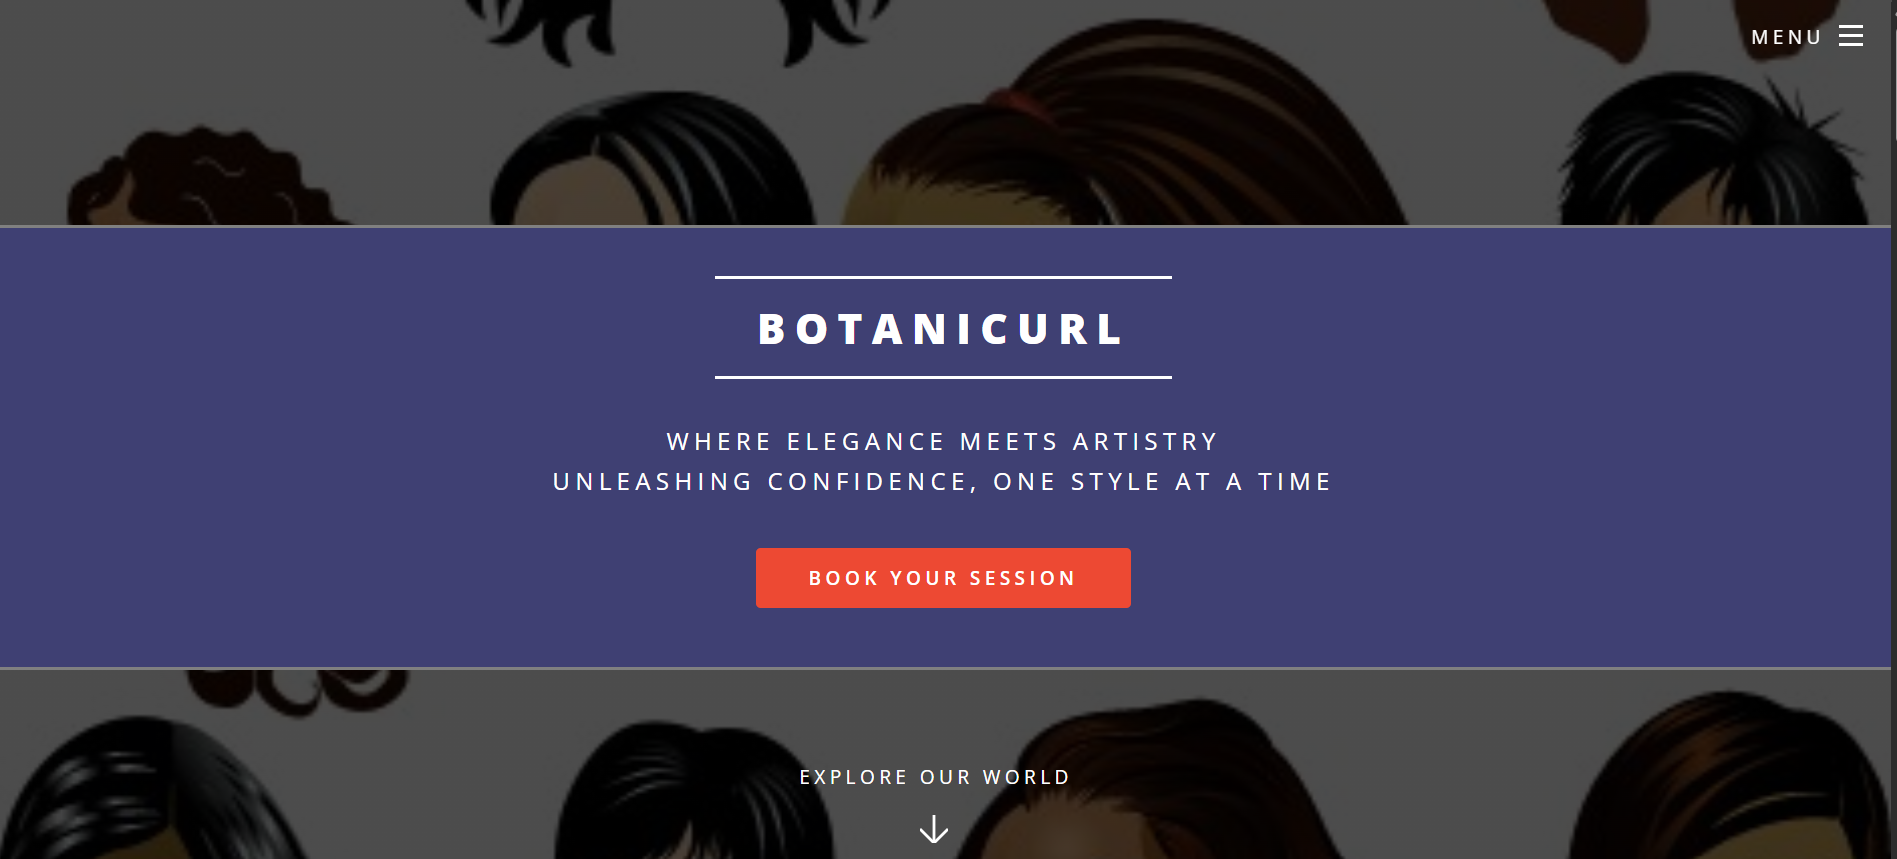 MENU
BOTANICURL
WHERE ELEGANCE MEETS ARTISTRY
UNLEASHING CONFIDENCE, ONE STYLE AT A TIME
BOOK YOUR SESSION
EXPLORE OUR WORLD